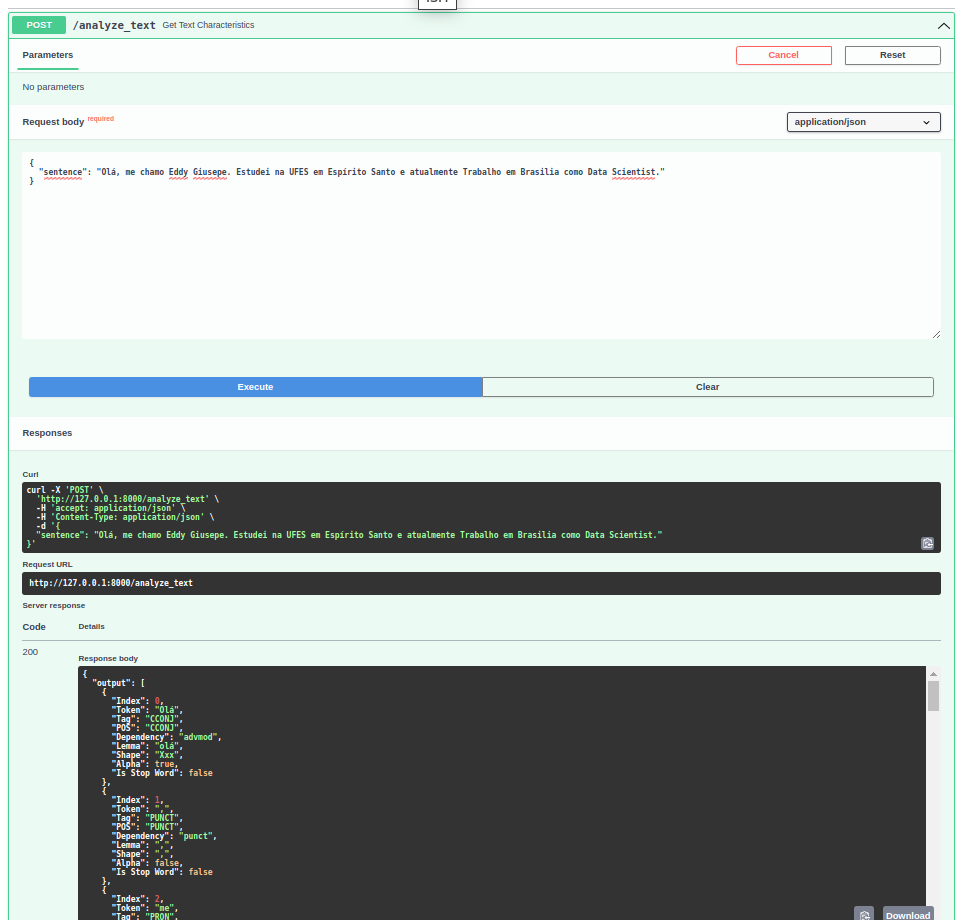 POST /analyze_text Get Text Characteristics
Parameters
Cancel
Reset
No parameters
Request body required
application/json
{
"sentence": "Olá, me chamo Eddy Giusepe. Estudei na UFES em Espírito Santo e atualmente Trabalho em Brasilia como Data Scientist."
}
Execute
Clear
Responses
Curl
curl -X 'POST' \
'http://127.0.0.1:8000/analyze_text' \
-H 'accept: application/json' \
-H 'Content-Type: application/json' \
-d '{
"sentence": "Olá, me chamo Eddy Giusepe. Estudei na UFES em Espírito Santo e atualmente Trabalho em Brasilia como Data Scientist."
}'
Request URL
http://127.0.0.1:8000/analyze_text
Server response
Code Details
200
Response body
{
"output": [
{
"Index": 0,
"Token": "Olá",
"Tag": "CCONJ",
"POS": "CCONJ",
"Dependency": "advmod",
"Lemma": "olá",
"Shape": "Xxx",
"Alpha": true,
"Is Stop Word": false
},
{
"Index": 1,
"Token": ",",
"Tag": "PUNCT",
"POS": "PUNCT",
"Dependency": "punct",
"Lemma": ",",
"Shape": ",",
"Alpha": false,
"Is Stop Word": false
},
{
"Index": 2,
"Token": "me",
"Tag": "PRON",
Download